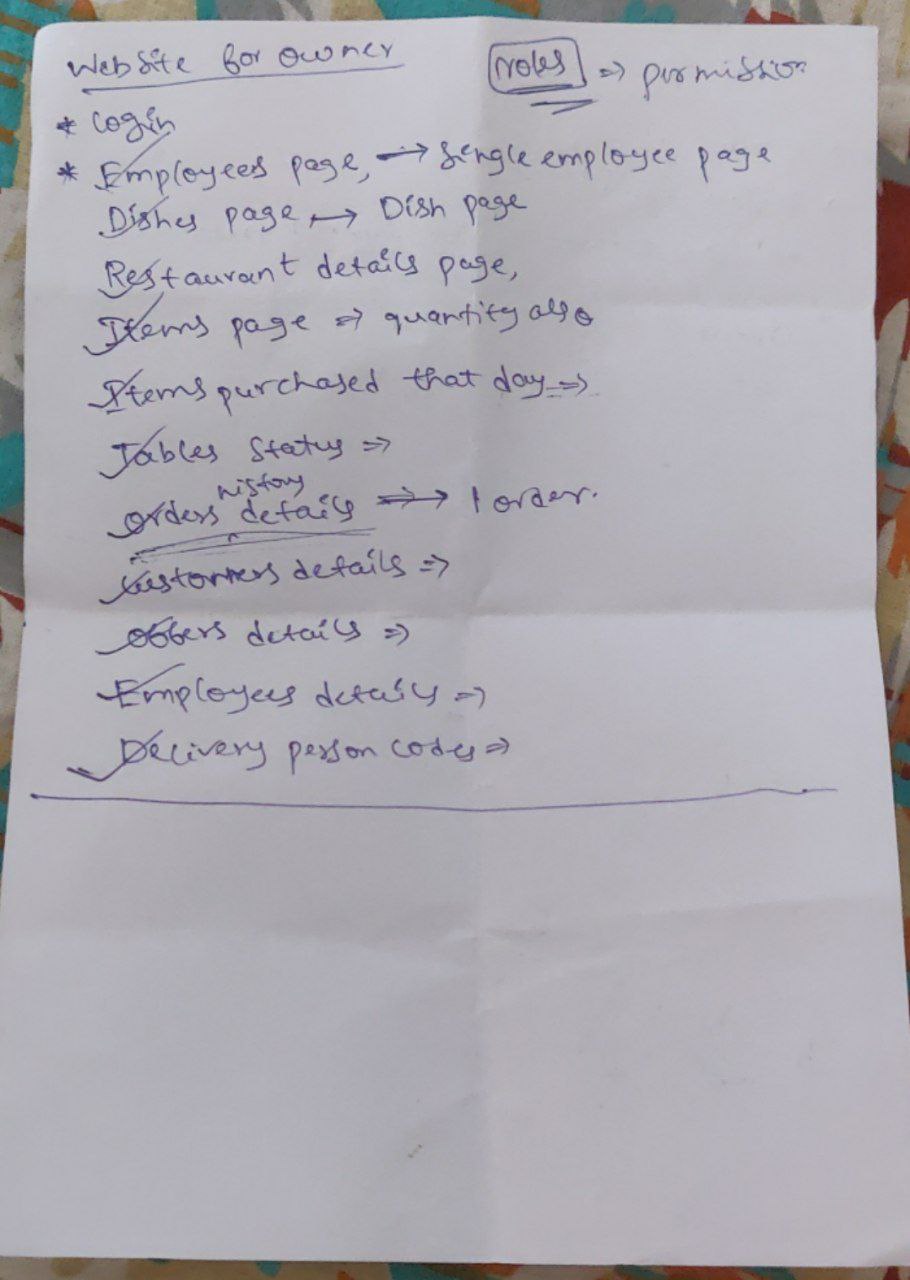 Website for owner
roles => permission
* Login
* Employees page, → single employee page
Dishes page → Dish page
Restaurant details page,
Items page => quantity also
Items purchased that day =>
Tables Status =>
history
orders details => 1 order.
Customers details =>
offers details =>
Employees details =>
Delivery person codes =>